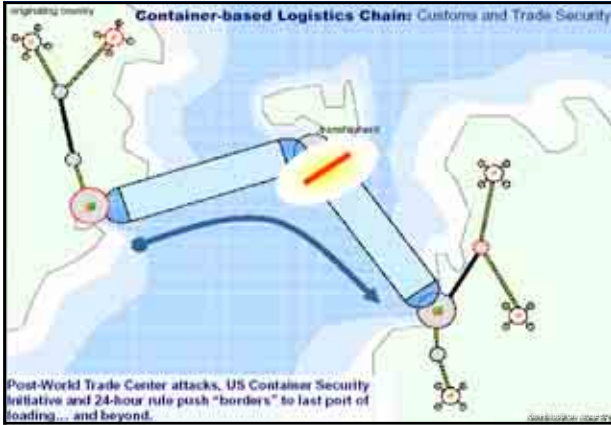 originating country
Container-based Logistics Chain: Customs and Trade Security
transhipment
Post-World Trade Center attacks, US Container Security
Initiative and 24-hour rule push "borders" to last port of
loading... and beyond.
destination country